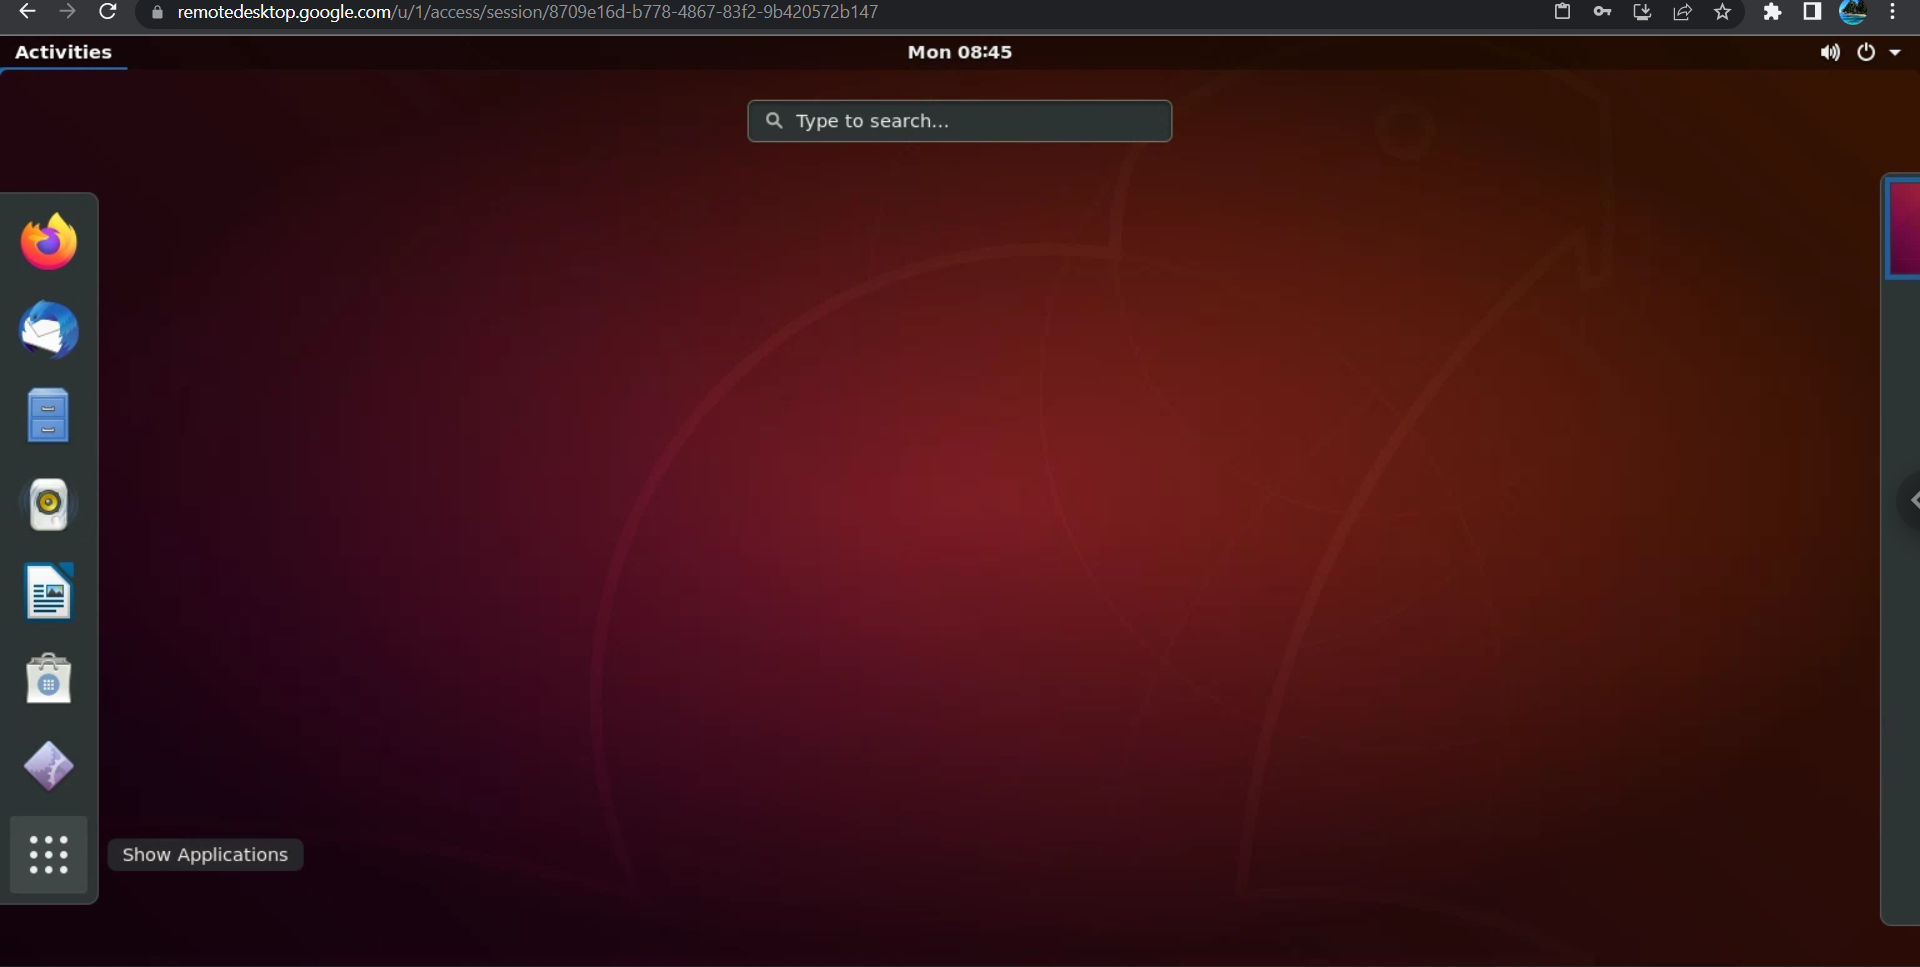 remotedesktop.google.com/u/1/access/session/8709e16d-b778-4867-83f2-9b420572b147
Activities
Mon 08:45
Type to search...
Show Applications